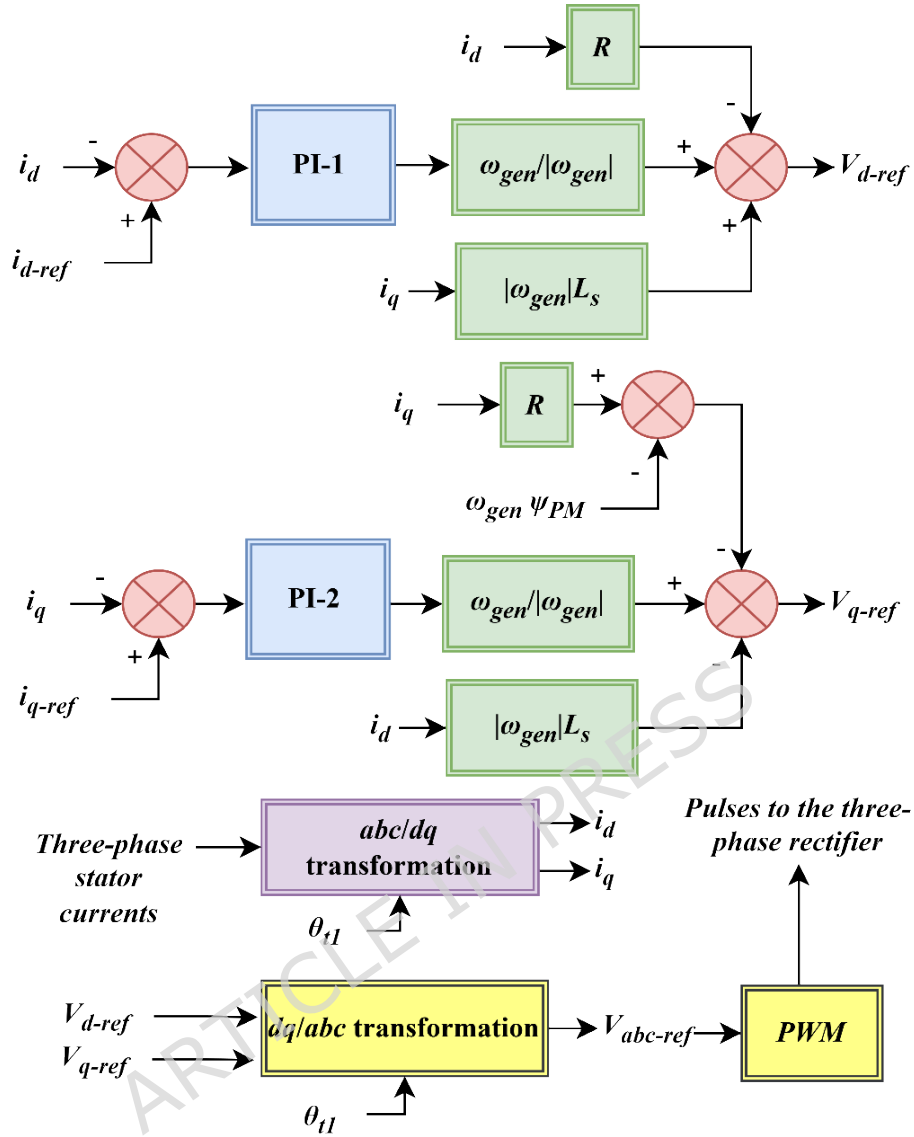 i_d
R
-
i_d
-
PI-1
ω_gen/|ω_gen|
+
V_d-ref
+
+
i_d-ref
i_q
|ω_gen|L_s
i_q
R
+
-
ω_gen ψ_PM
-
i_q
-
PI-2
ω_gen/|ω_gen|
+
V_q-ref
+
-
i_q-ref
i_d
|ω_gen|L_s
Three-phase
stator
currents
abc/dq
transformation
i_d
i_q
θ_t1
Pulses to the three-
phase rectifier
V_d-ref
V_q-ref
dq/abc transformation
V_abc-ref
PWM
θ_t1
ARTICLE IN PRESS